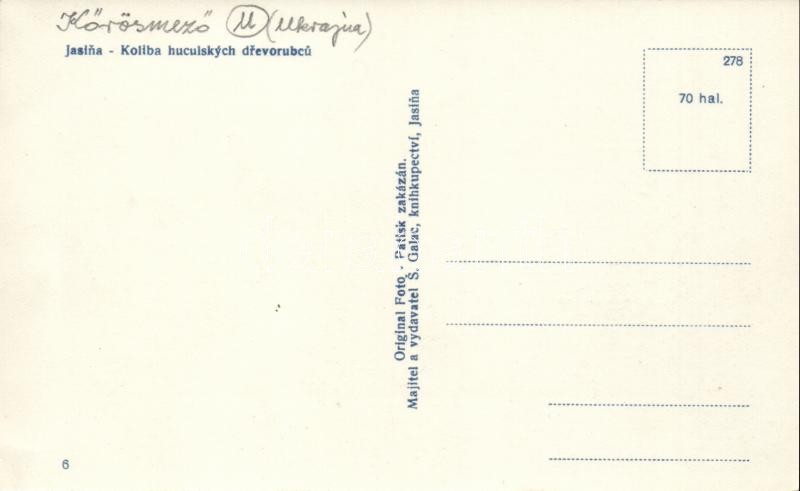 Kőrösmező U (Ukrajna)
Jasiňa - Koliba huculských dřevorubců
278
70 hal.
Original Foto - Patisk zakázán.
Majitel a vydavatel Š. Galac, knihkupectví, Jasiňa
6